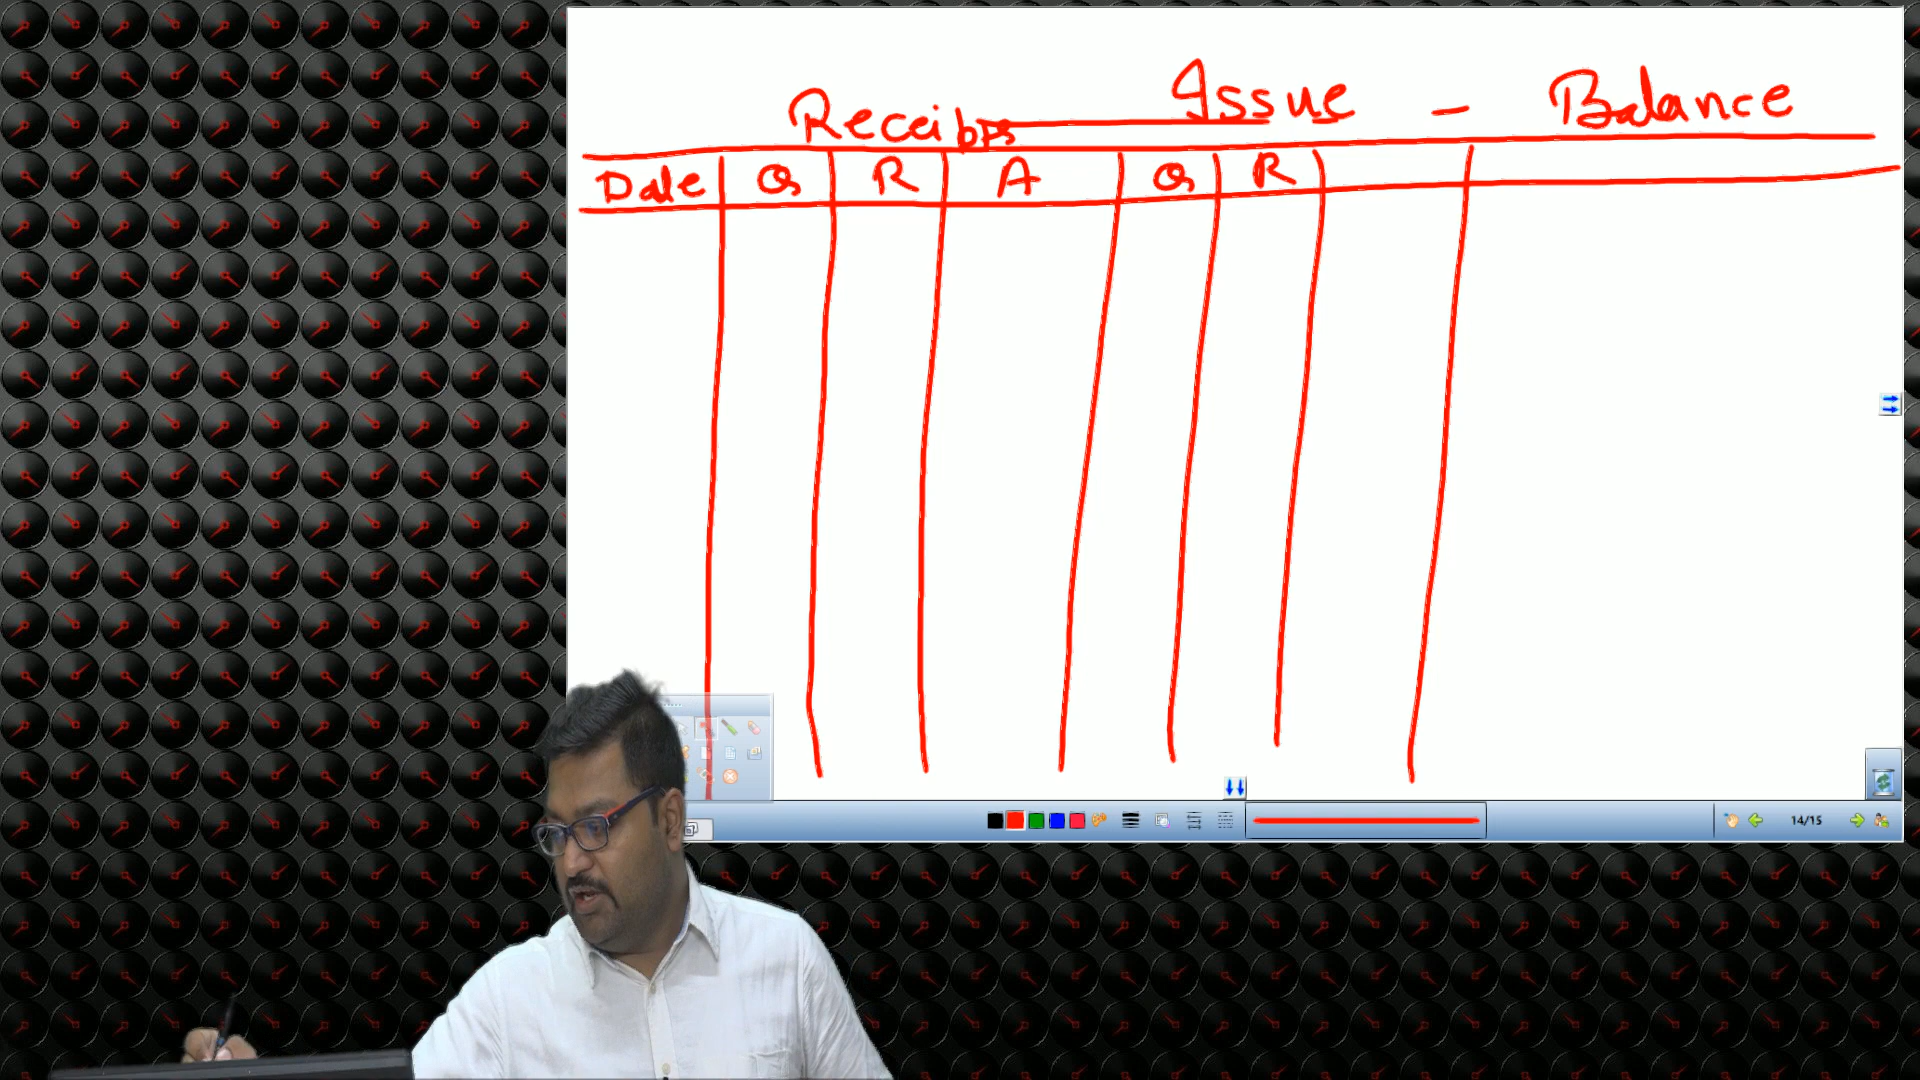 Receipts Issue - Balance
Date Q R A Q R
14/15